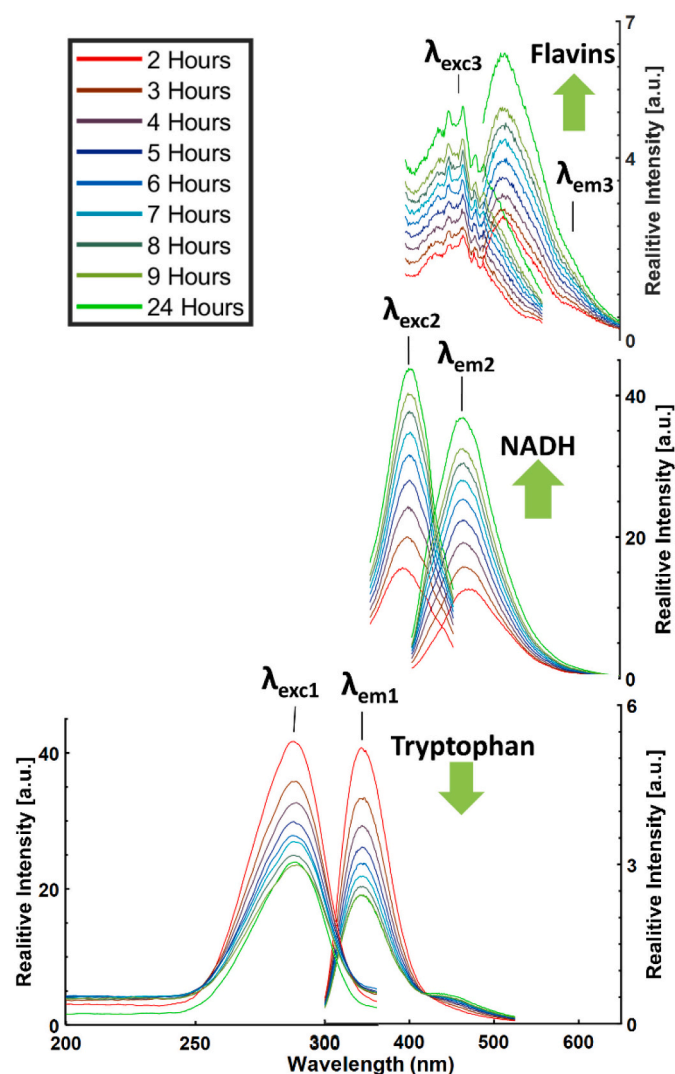 2 Hours
3 Hours
4 Hours
5 Hours
6 Hours
7 Hours
8 Hours
9 Hours
24 Hours
λexc3
Flavins
λem3
7
4
0
Realitive Intensity [a.u.]
λexc2
λem2
NADH
40
20
0
Realitive Intensity [a.u.]
λexc1
λem1
Tryptophan
40
20
0
Realitive Intensity [a.u.]
6
3
0
Realitive Intensity [a.u.]
200 250 300 400 500 600
Wavelength (nm)